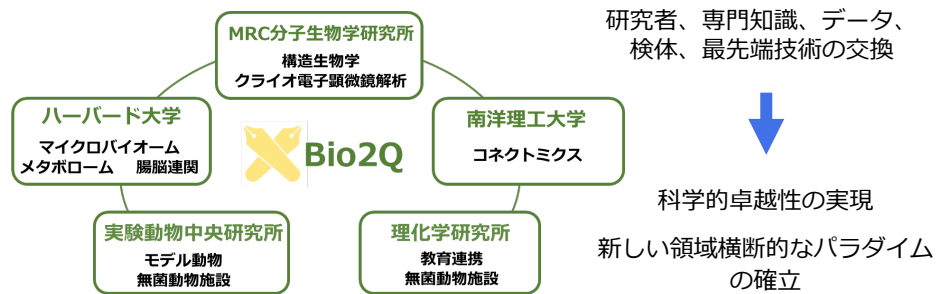 MRC分子生物学研究所
構造生物学
クライオ電子顕微鏡解析
ハーバード大学
マイクロバイオーム
メタボローム 腸脳連関
Bio2Q
南洋理工大学
コネクトミクス
実験動物中央研究所
モデル動物
無菌動物施設
理化学研究所
教育連携
無菌動物施設
研究者、専門知識、データ、
検体、最先端技術の交換
科学的卓越性の実現
新しい領域横断的なパラダイム
の確立